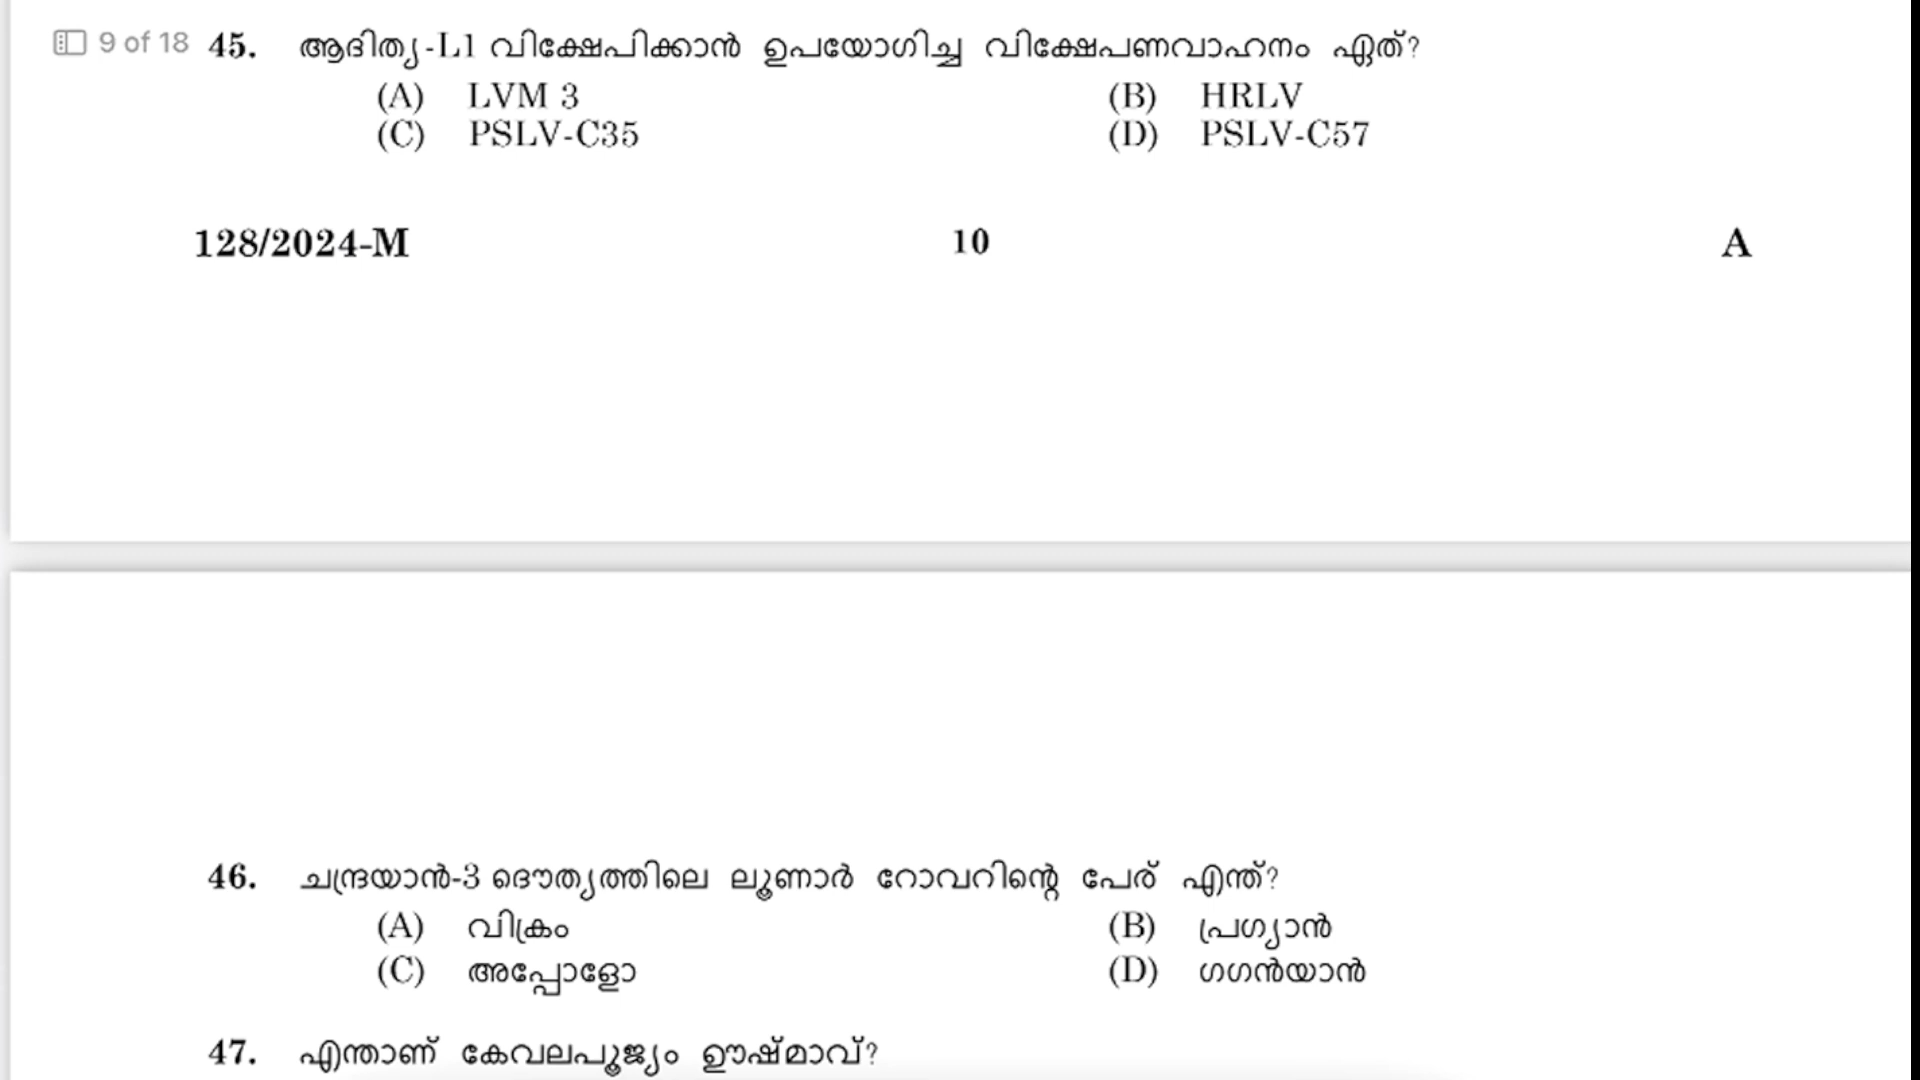 9 of 18
45. ആദിത്യ-L1 വിക്ഷേപിക്കാൻ ഉപയോഗിച്ച വിക്ഷേപണവാഹനം ഏത്?
(A) LVM 3 (B) HRLV
(C) PSLV-C35 (D) PSLV-C57
128/2024-M 10 A
46. ചന്ദ്രയാൻ-3 ദൌത്യത്തിലെ ലൂണാർ റോവറിന്റെ പേര് എന്ത്?
(A) വിക്രം (B) പ്രഗ്യാൻ
(C) അപ്പോളോ (D) ഗഗൻയാൻ
47. എന്താണ് കേവലപൂജ്യം ഊഷ്മാവ്?